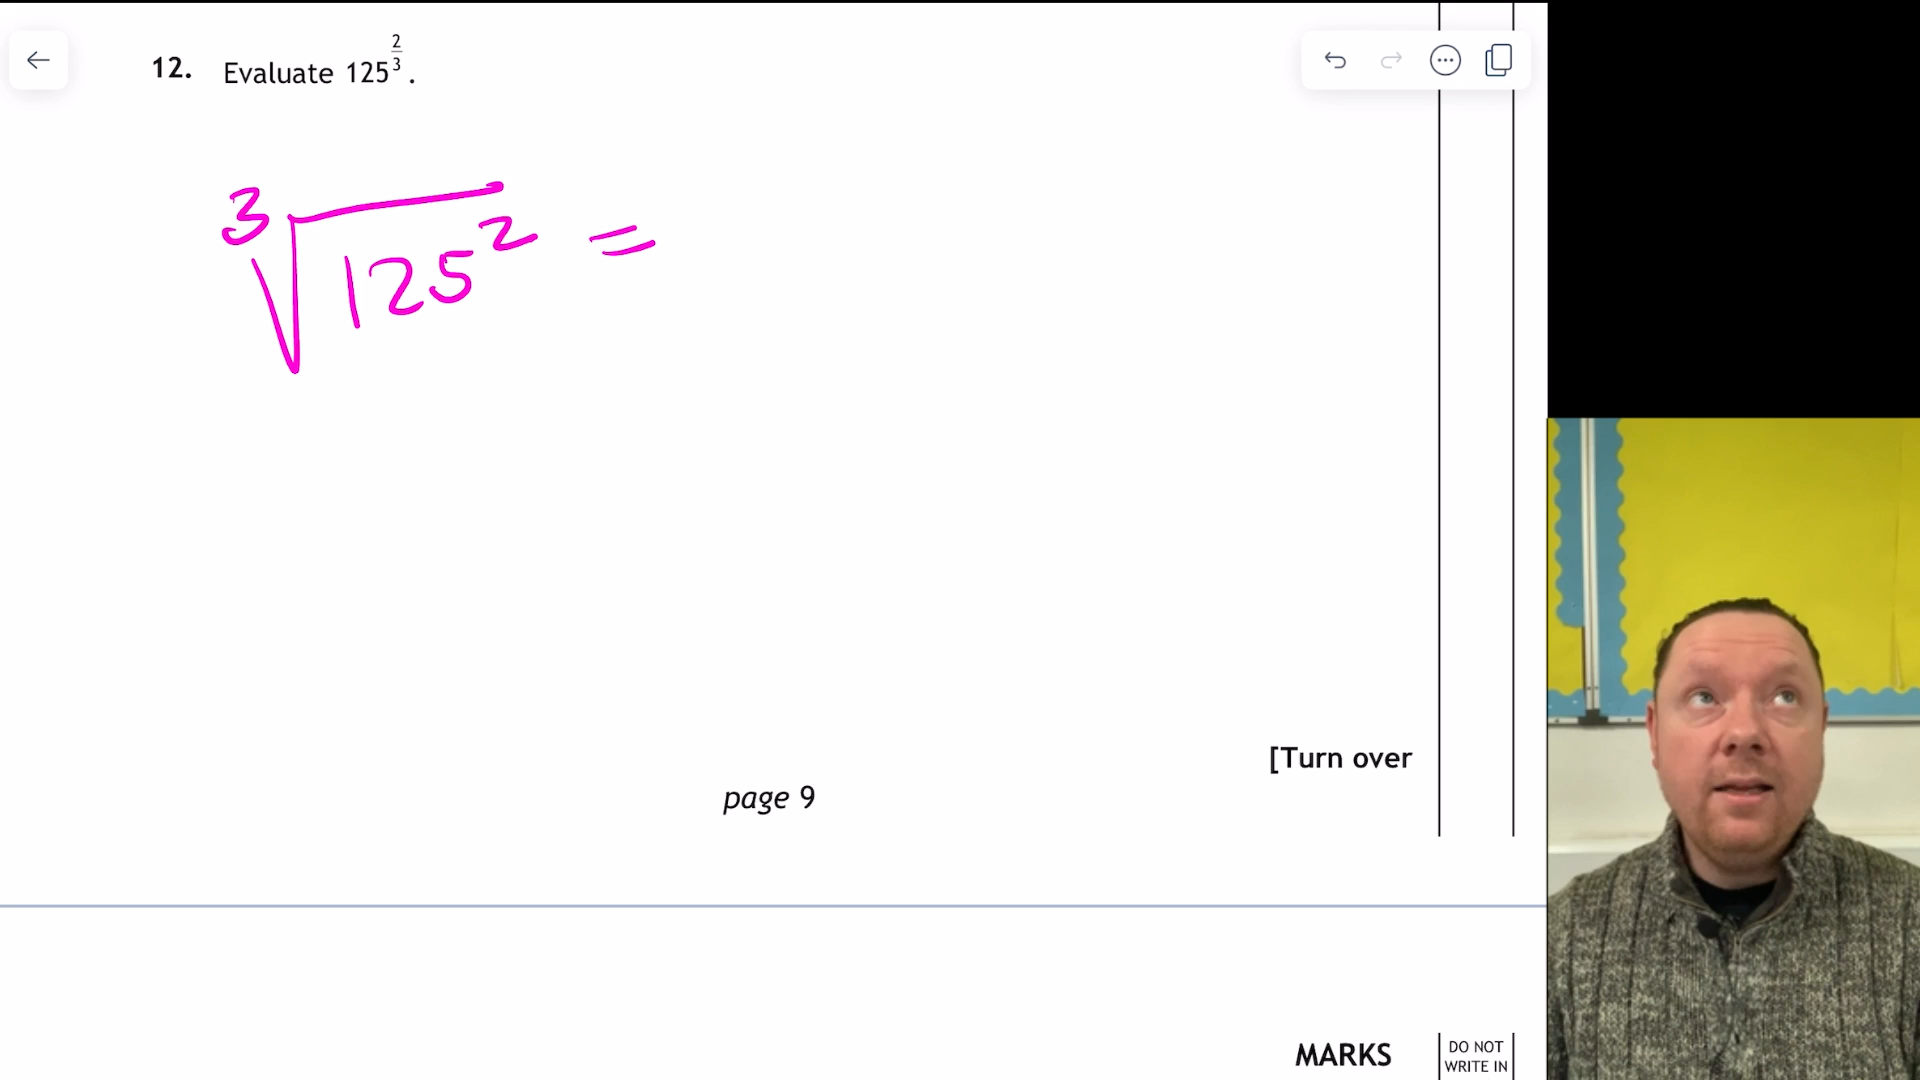 12. Evaluate 125^{2/3}.
∛125² =
[Turn over
page 9
MARKS
DO NOT
WRITE IN